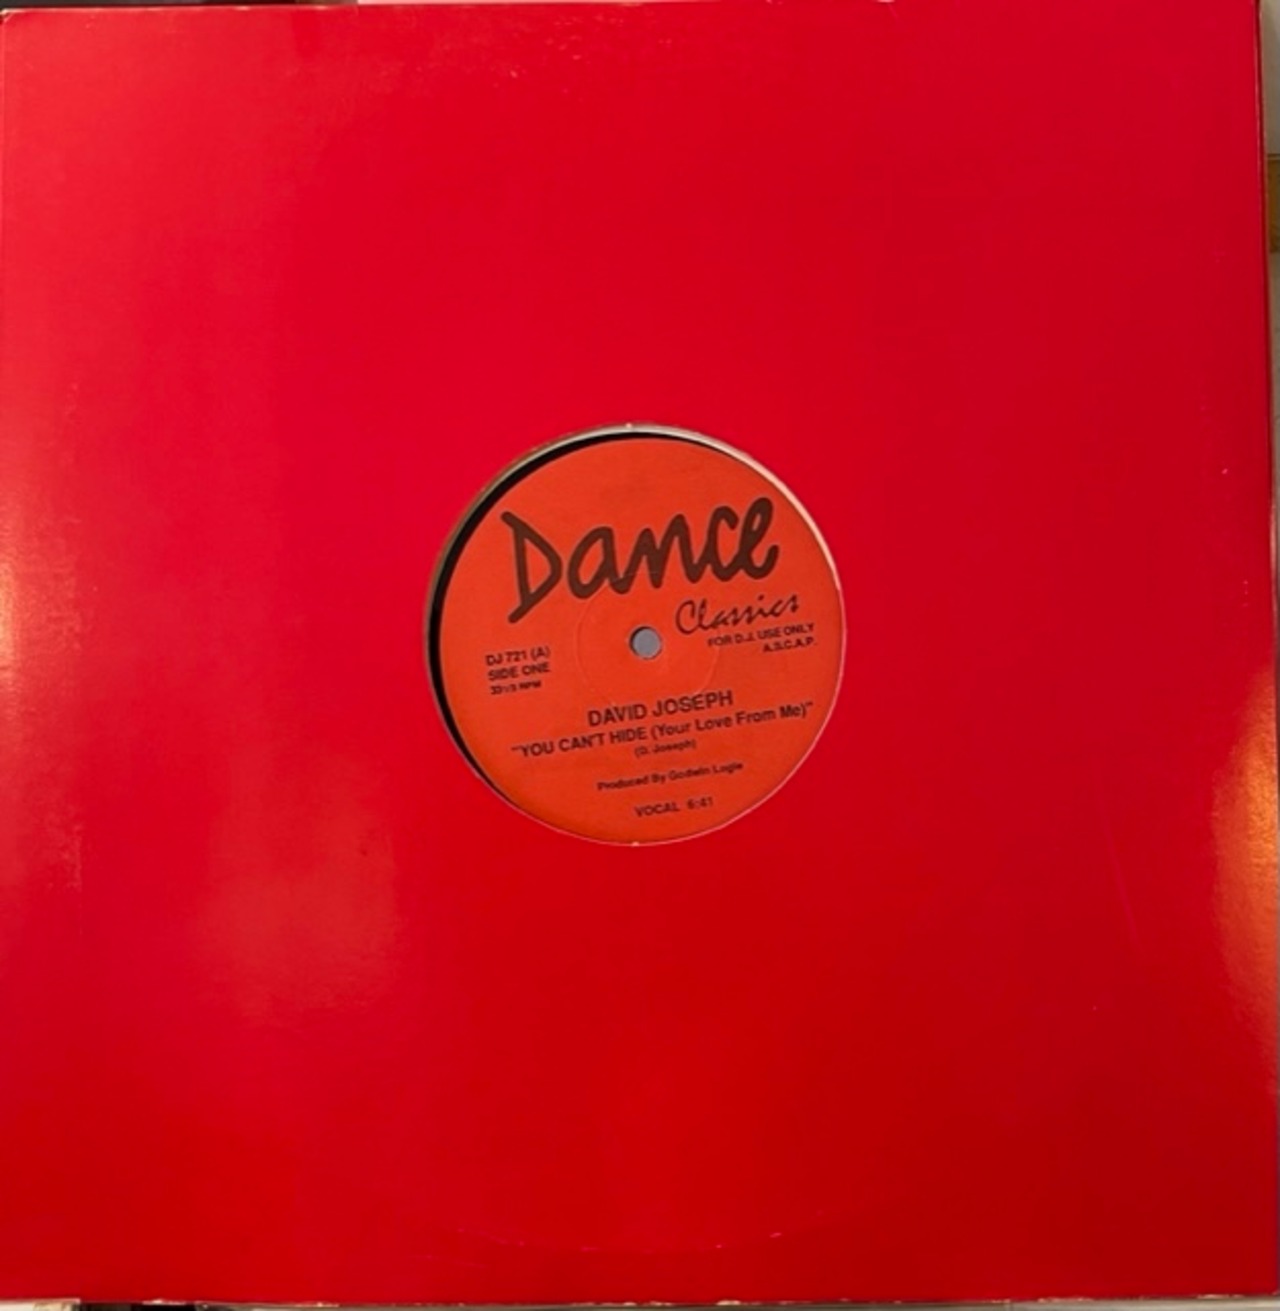 Dance
Classics
FOR D.J. USE ONLY
A.S.C.A.P.
DJ 721 (A)
SIDE ONE
33 1/3 RPM
DAVID JOSEPH
"YOU CAN'T HIDE (Your Love From Me)"
(D. Joseph)
Produced By Godwin Logie
VOCAL 6:41